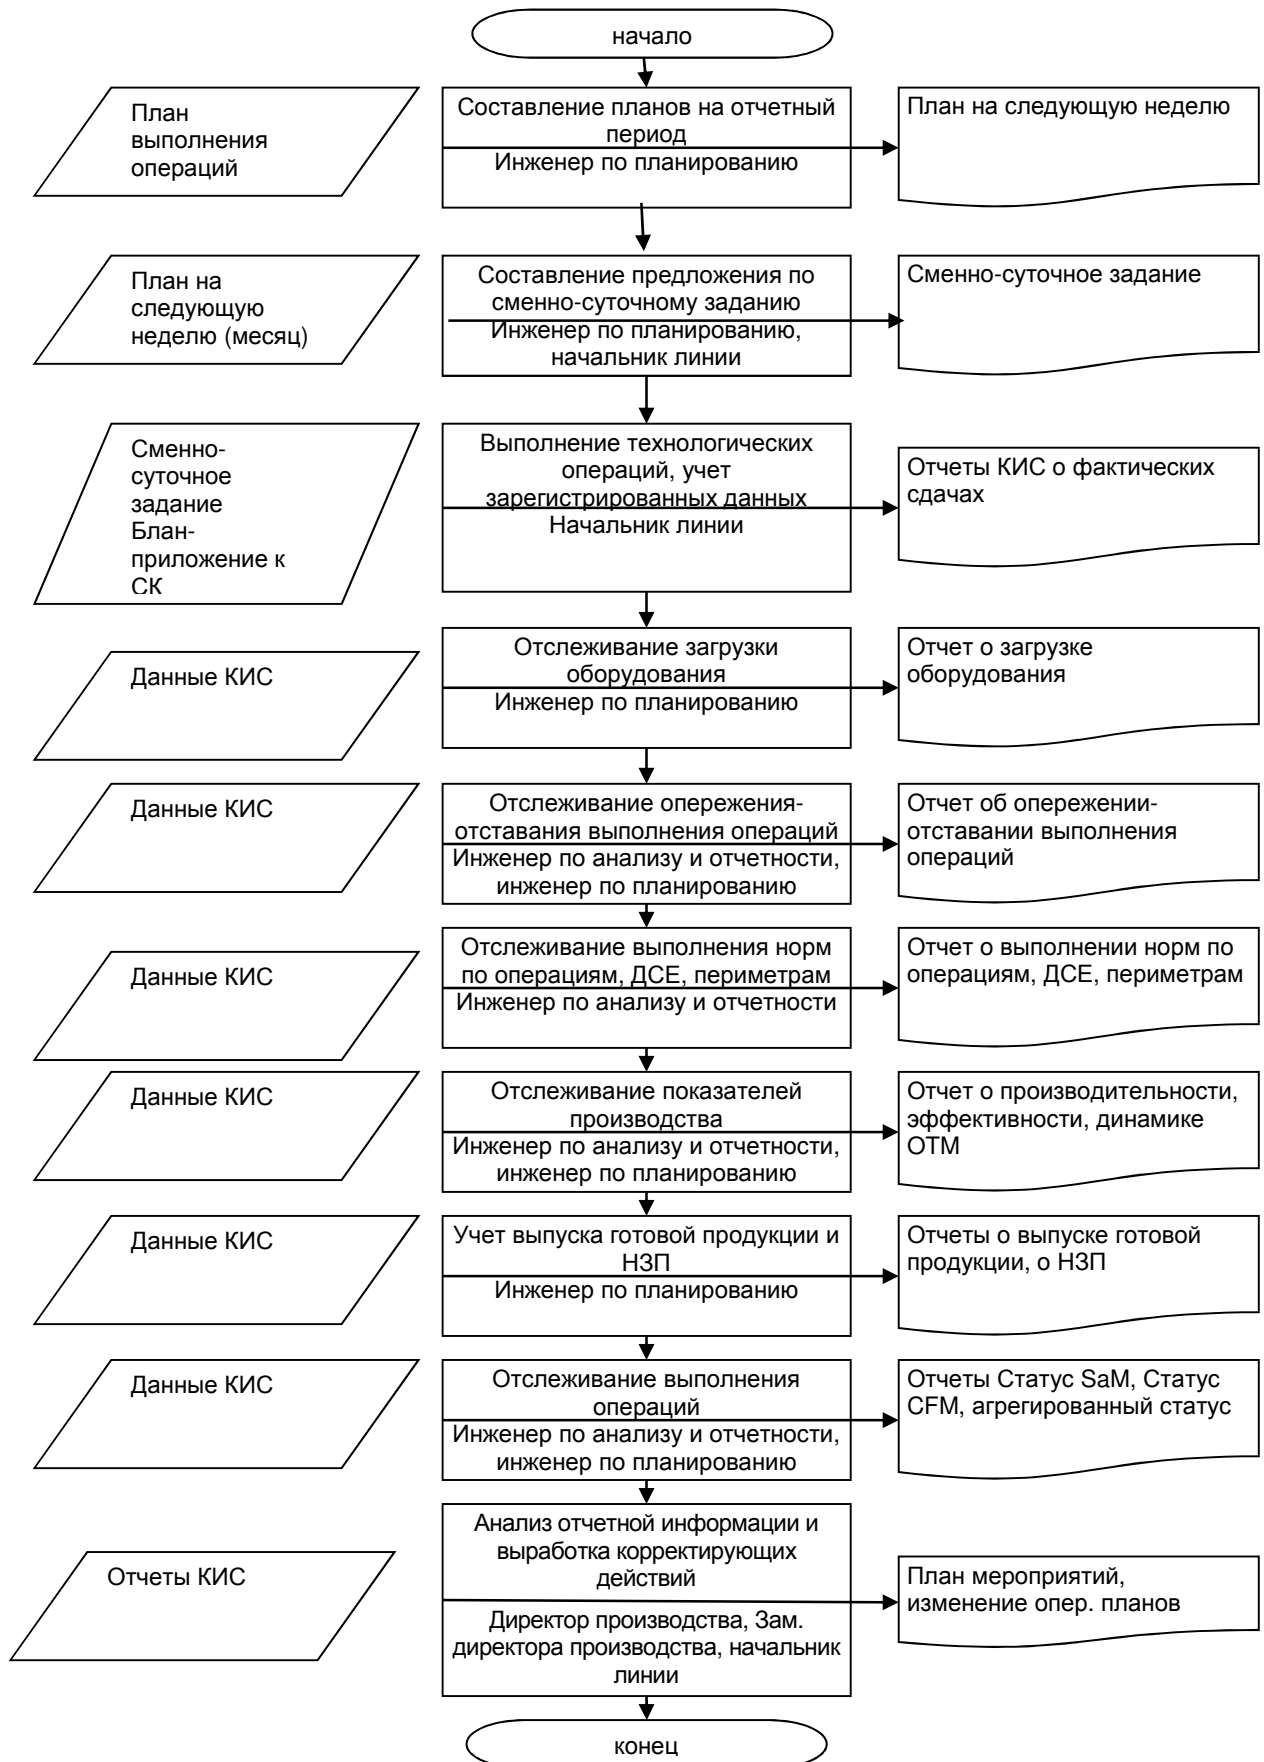 начало
План
выполнения
операций
Составление планов на отчетный
период
Инженер по планированию
План на следующую неделю
План на
следующую
неделю (месяц)
Составление предложения по
сменно-суточному заданию
Инженер по планированию,
начальник линии
Сменно-суточное задание
Сменно-
суточное
задание
Блан-
приложение к
СК
Выполнение технологических
операций, учет
зарегистрированных данных
Начальник линии
Отчеты КИС о фактических
сдачах
Данные КИС
Отслеживание загрузки
оборудования
Инженер по планированию
Отчет о загрузке
оборудования
Данные КИС
Отслеживание опережения-
отставания выполнения операций
Инженер по анализу и отчетности,
инженер по планированию
Отчет об опережении-
отставании выполнения
операций
Данные КИС
Отслеживание выполнения норм
по операциям, ДСЕ, периметрам
Инженер по анализу и отчетности
Отчет о выполнении норм по
операциям, ДСЕ, периметрам
Данные КИС
Отслеживание показателей
производства
Инженер по анализу и отчетности,
инженер по планированию
Отчет о производительности,
эффективности, динамике
ОТМ
Данные КИС
Учет выпуска готовой продукции и
НЗП
Инженер по планированию
Отчеты о выпуске готовой
продукции, о НЗП
Данные КИС
Отслеживание выполнения
операций
Инженер по анализу и отчетности,
инженер по планированию
Отчеты Статус SaM, Статус
CFM, агрегированный статус
Отчеты КИС
Анализ отчетной информации и
выработка корректирующих
действий
Директор производства, Зам.
директора производства, начальник
линии
План мероприятий,
изменение опер. планов
конец